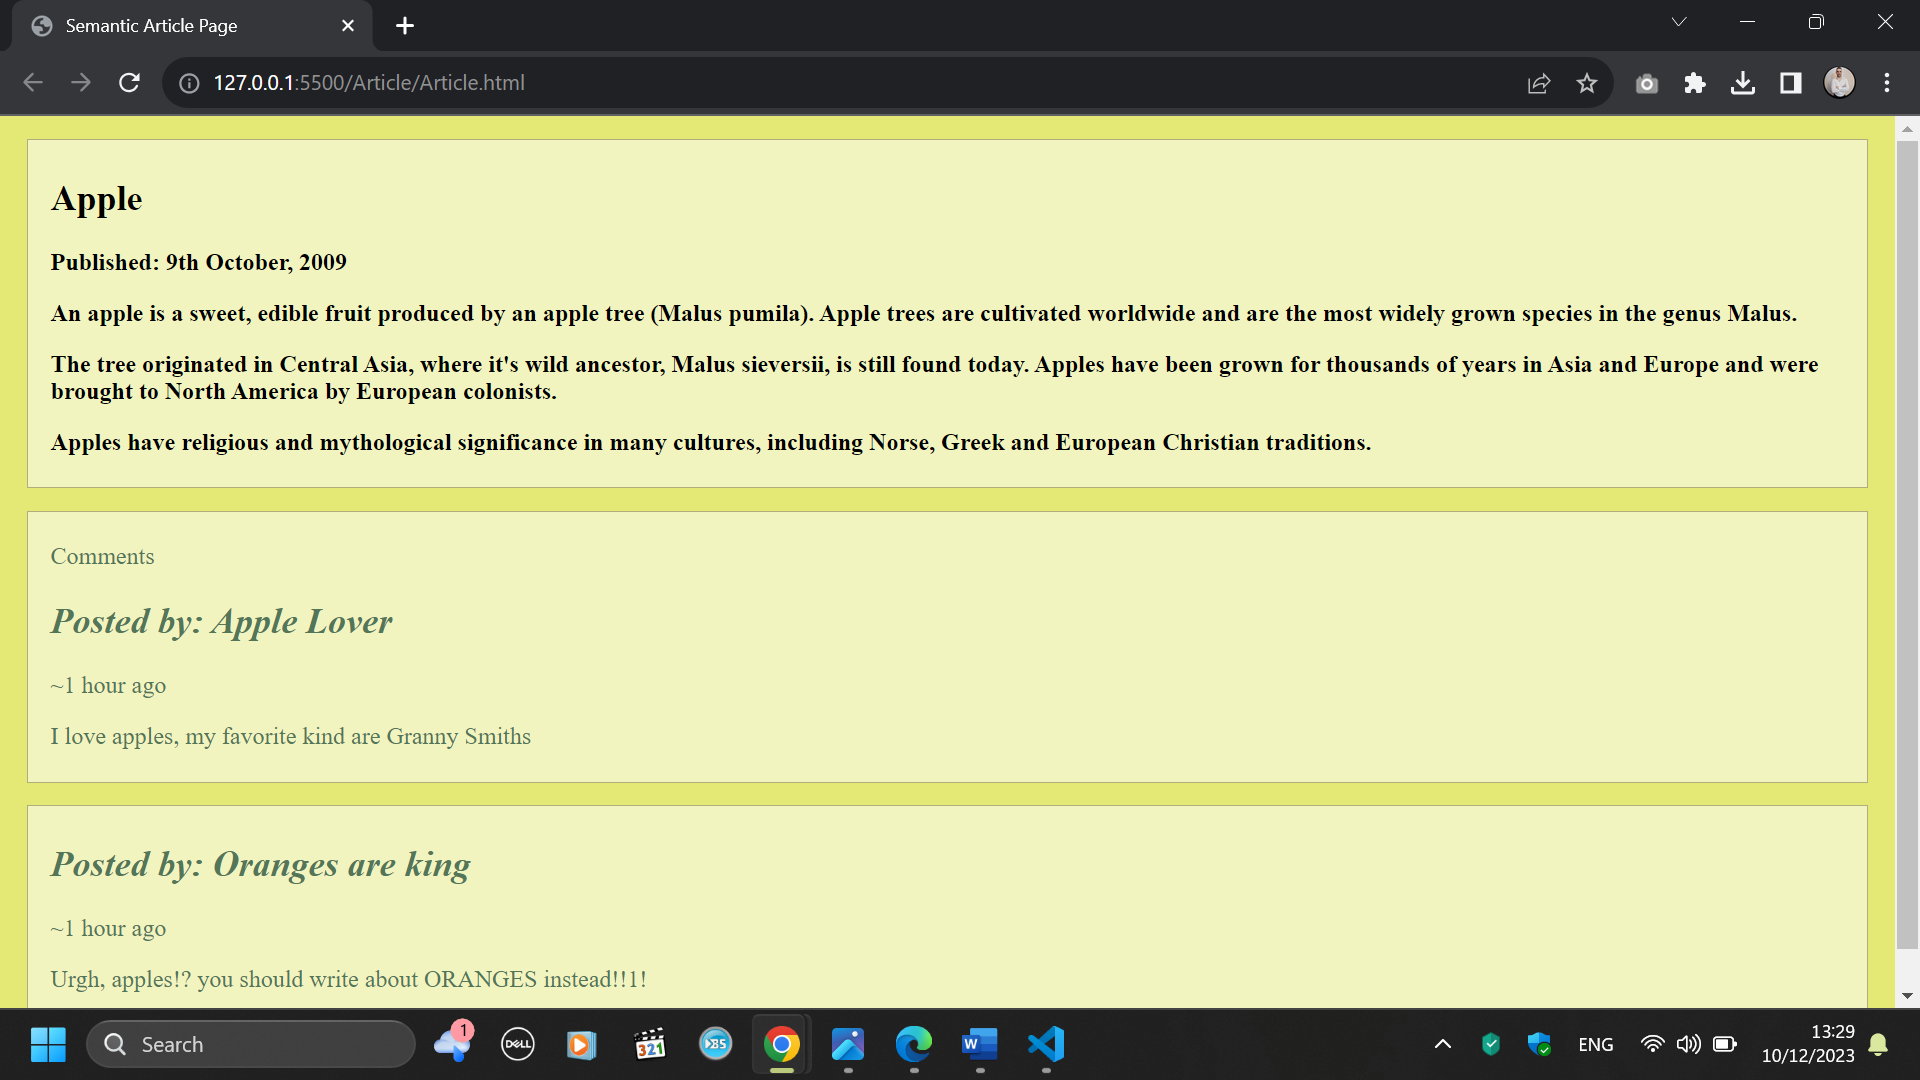 Semantic Article Page
127.0.0.1:5500/Article/Article.html
Apple
Published: 9th October, 2009
An apple is a sweet, edible fruit produced by an apple tree (Malus pumila). Apple trees are cultivated worldwide and are the most widely grown species in the genus Malus.
The tree originated in Central Asia, where it's wild ancestor, Malus sieversii, is still found today. Apples have been grown for thousands of years in Asia and Europe and were
brought to North America by European colonists.
Apples have religious and mythological significance in many cultures, including Norse, Greek and European Christian traditions.
Comments
Posted by: Apple Lover
~1 hour ago
I love apples, my favorite kind are Granny Smiths
Posted by: Oranges are king
~1 hour ago
Urgh, apples!? you should write about ORANGES instead!!1!
Search
1
DELL
321
BS
W
ENG
13:29
10/12/2023